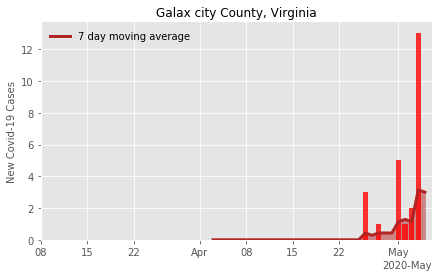 Galax city County, Virginia
7 day moving average
New Covid-19 Cases
12
10
8
6
4
2
0
08 15 22 Apr 08 15 22 May
2020-May